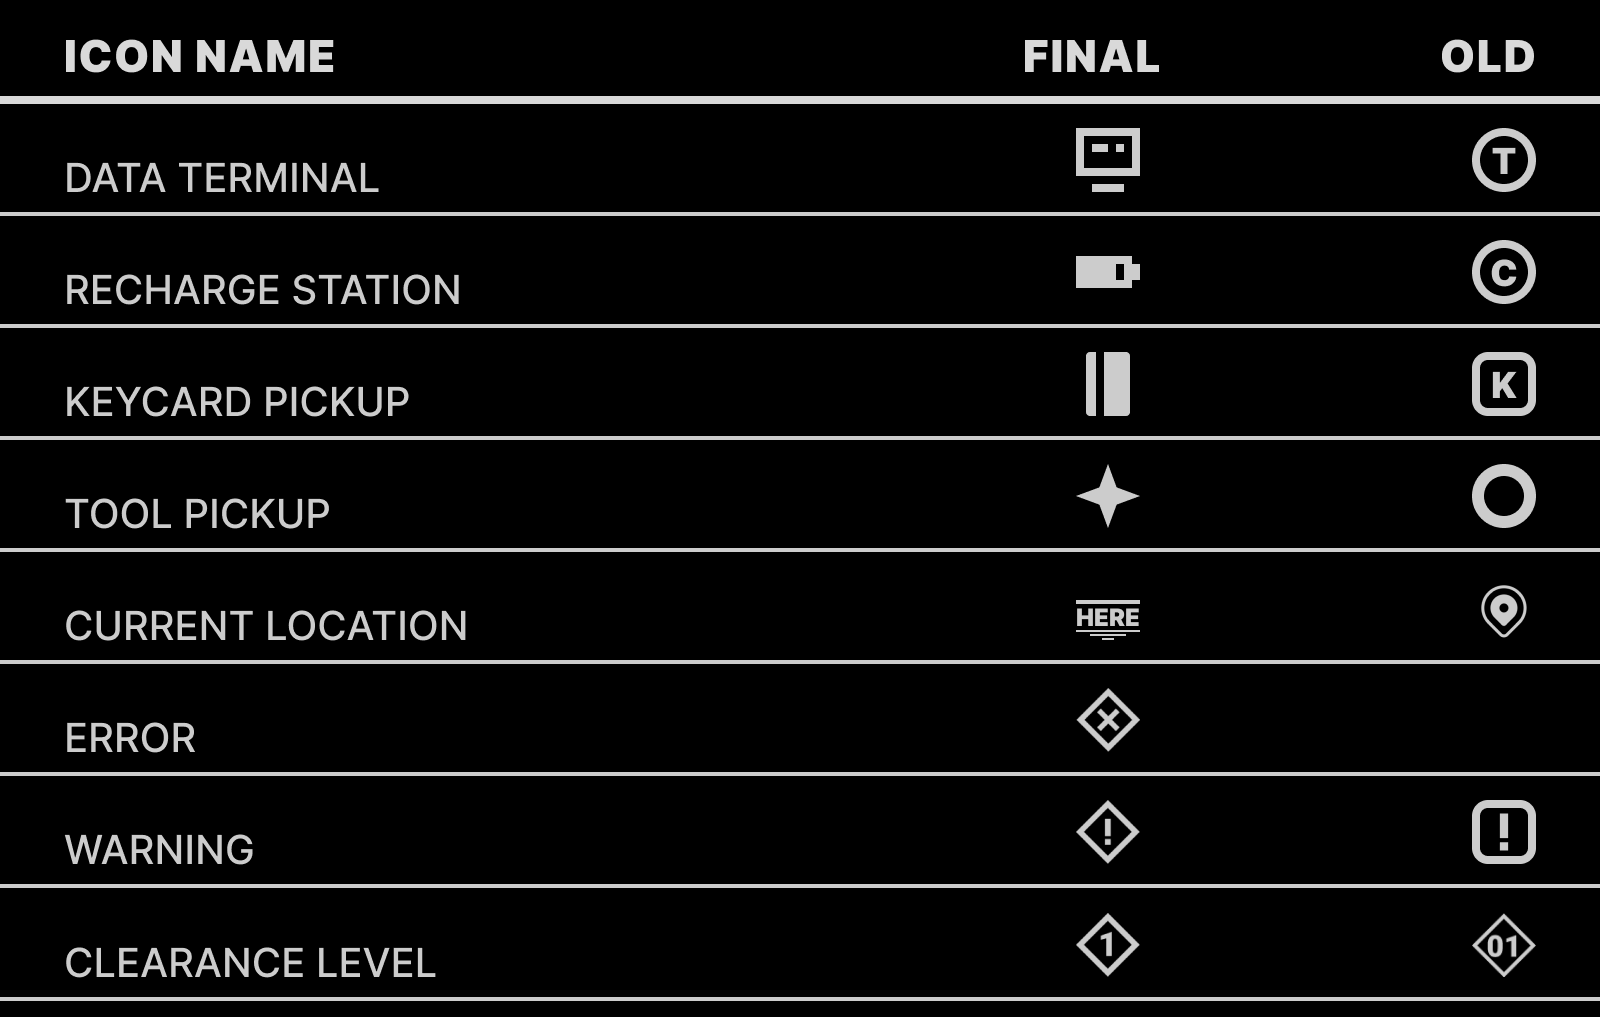 ICON NAME FINAL OLD
DATA TERMINAL T
RECHARGE STATION C
KEYCARD PICKUP K
TOOL PICKUP
CURRENT LOCATION HERE
ERROR
WARNING ! !
CLEARANCE LEVEL 1 01